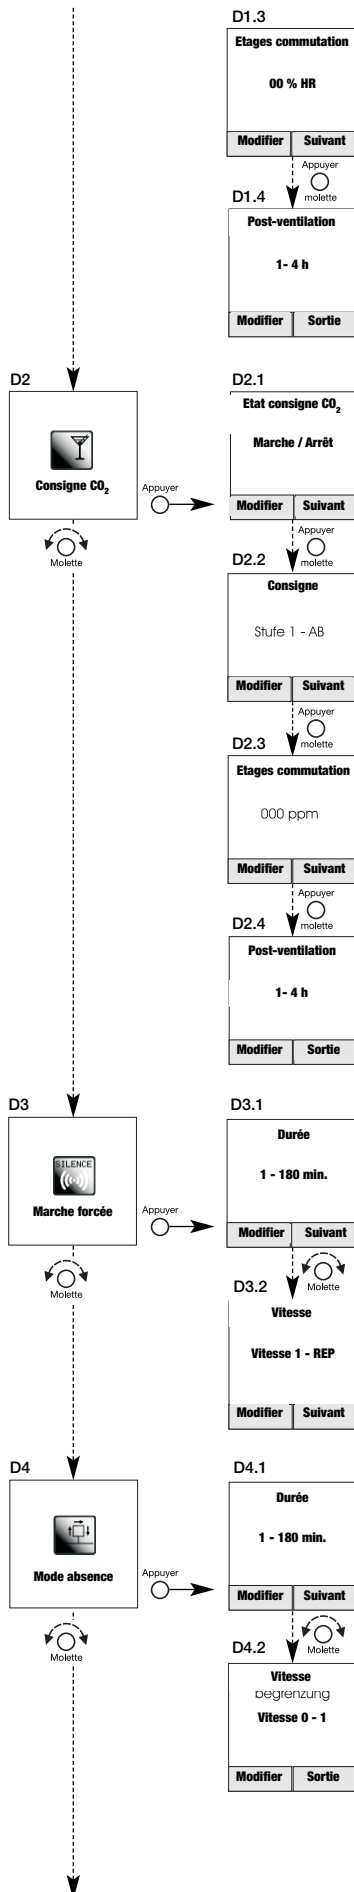 D1.3
Etages commutation
00 % HR
Modifier Suivant
Appuyer
molette
D1.4
Post-ventilation
1- 4 h
Modifier Sortie
D2
Consigne CO2
Appuyer
Molette
D2.1
Etat consigne CO2
Marche / Arrêt
Modifier Suivant
Appuyer
molette
D2.2
Consigne
Stufe 1 - AB
Modifier Suivant
Appuyer
molette
D2.3
Etages commutation
000 ppm
Modifier Suivant
Appuyer
molette
D2.4
Post-ventilation
1- 4 h
Modifier Sortie
D3
SILENCE
Marche forcée
Appuyer
Molette
D3.1
Durée
1 - 180 min.
Modifier Suivant
Molette
D3.2
Vitesse
Vitesse 1 - REP
Modifier Suivant
D4
Mode absence
Appuyer
Molette
D4.1
Durée
1 - 180 min.
Modifier Suivant
Molette
D4.2
Vitesse
begrenzung
Vitesse 0 - 1
Modifier Sortie